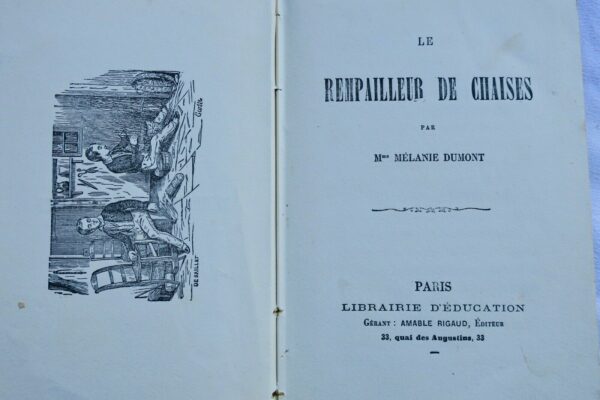 LE
REMPAILLEUR DE CHAISES
PAR
Mme MÉLANIE DUMONT
PARIS
LIBRAIRIE D'ÉDUCATION
GÉRANT : AMABLE RIGAUD, ÉDITEUR
33, quai des Augustins, 33